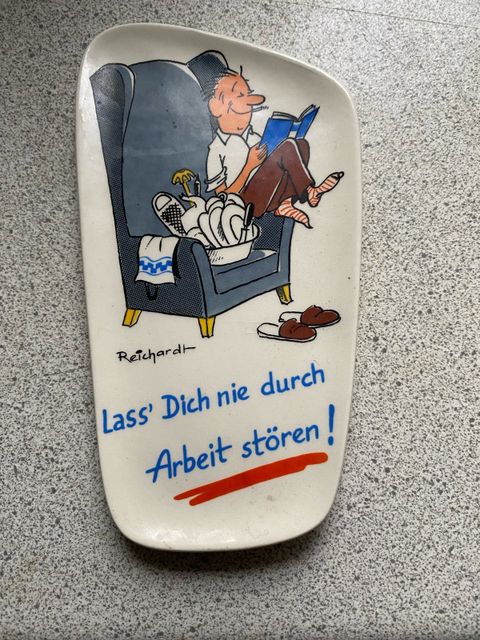 Reichardt
Lass' Dich nie durch
Arbeit stören!